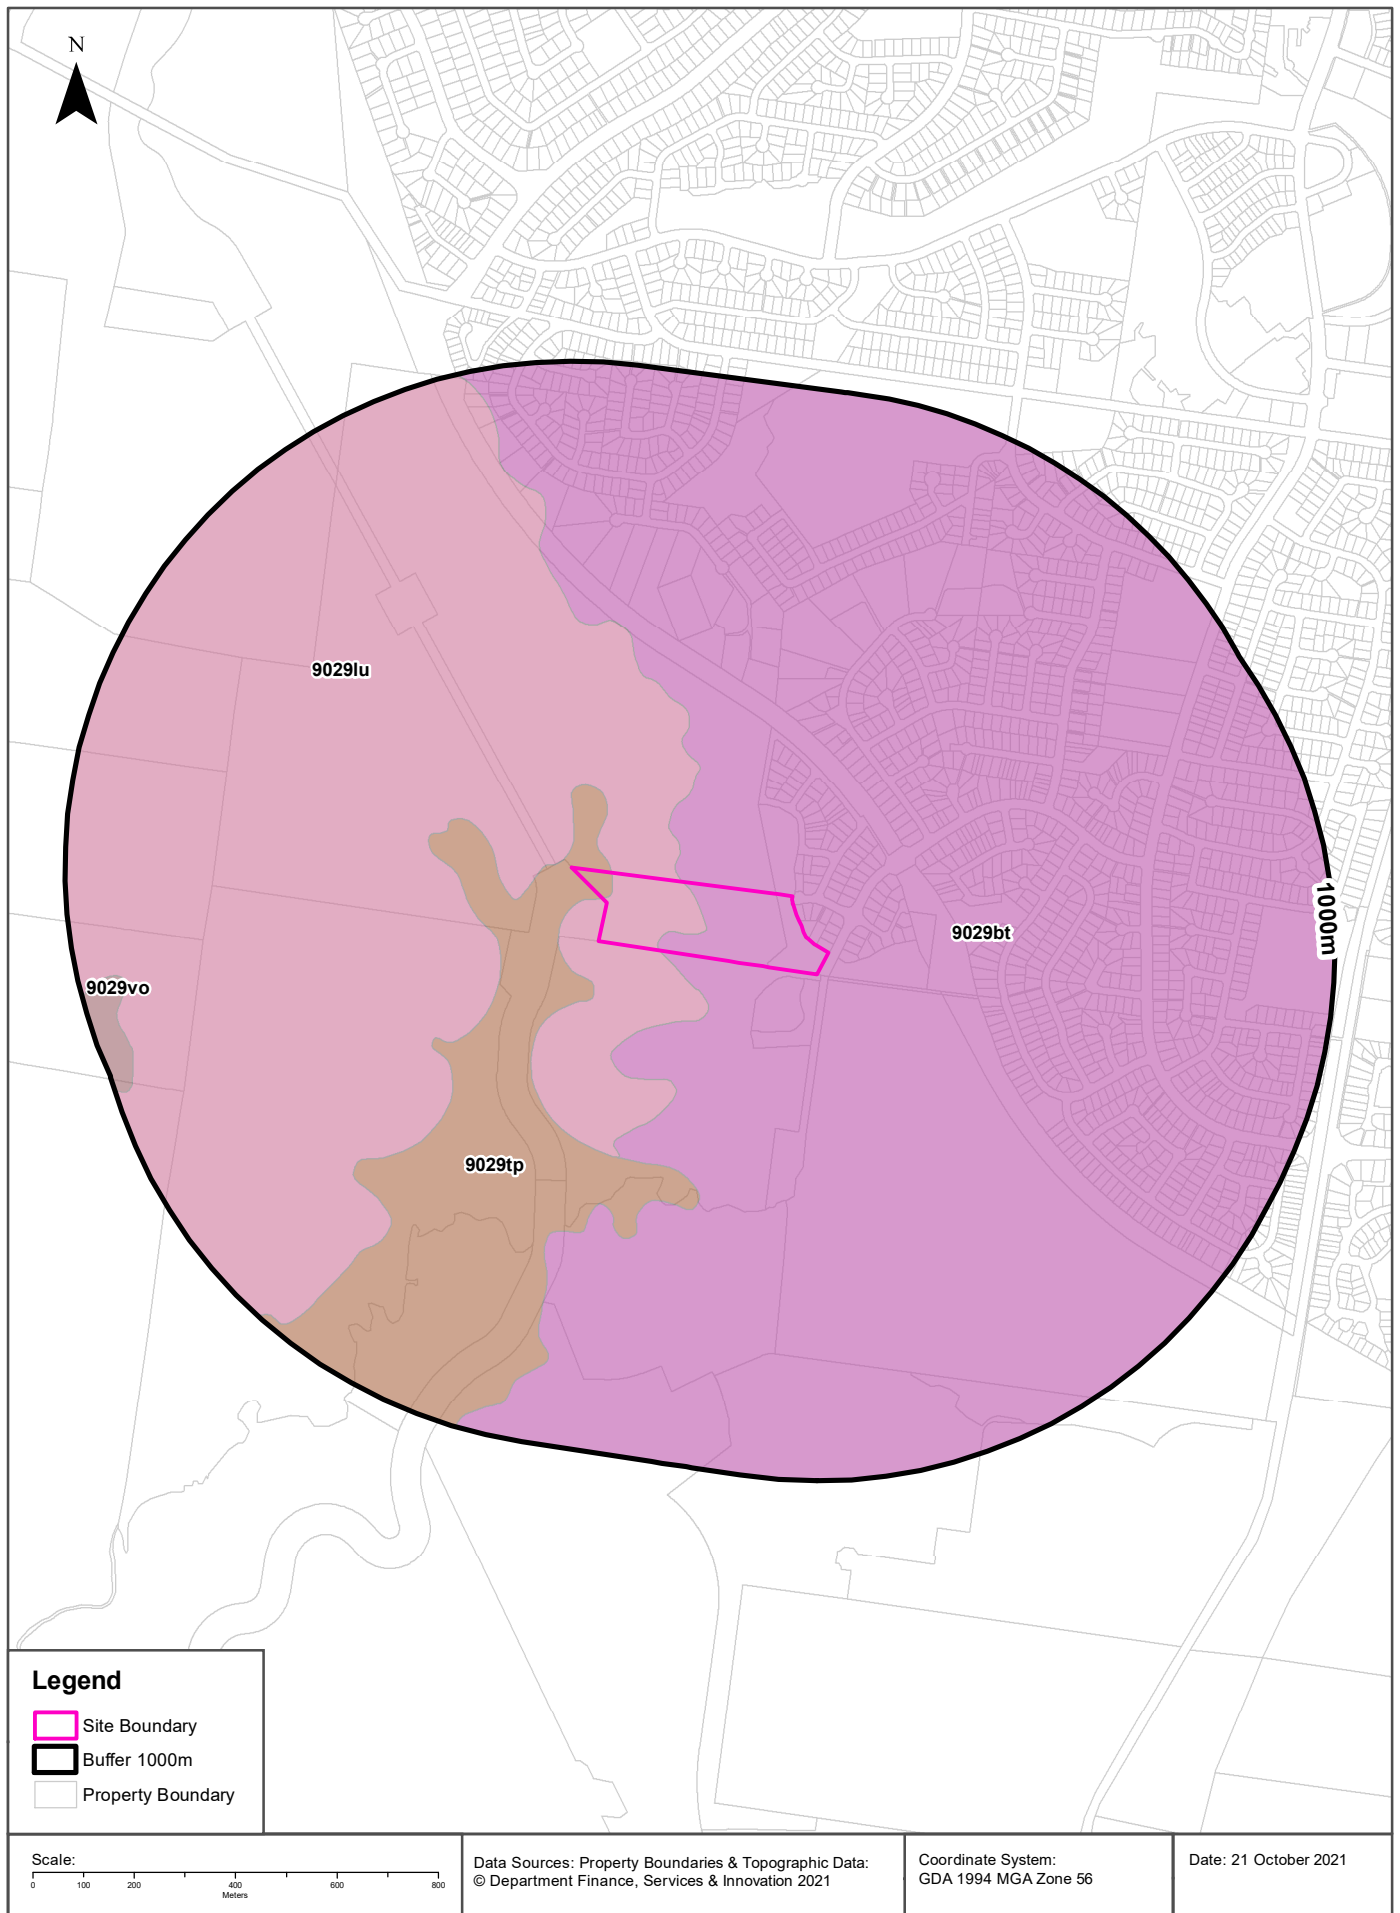 N
9029lu
9029bt
1000m
9029vo
9029tp
Legend
Site Boundary
Buffer 1000m
Property Boundary
Scale:
0 100 200 400 600 800
Meters
Data Sources: Property Boundaries & Topographic Data:
© Department Finance, Services & Innovation 2021
Coordinate System:
GDA 1994 MGA Zone 56
Date: 21 October 2021